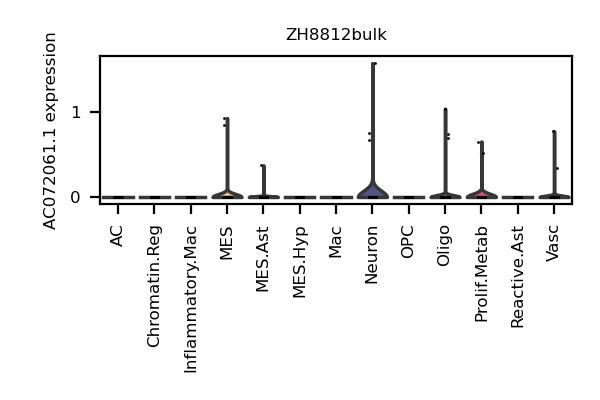 ZH8812bulk
AC072061.1 expression
1
0
AC
Chromatin.Reg
Inflammatory.Mac
MES
MES.Ast
MES.Hyp
Mac
Neuron
OPC
Oligo
Prolif.Metab
Reactive.Ast
Vasc